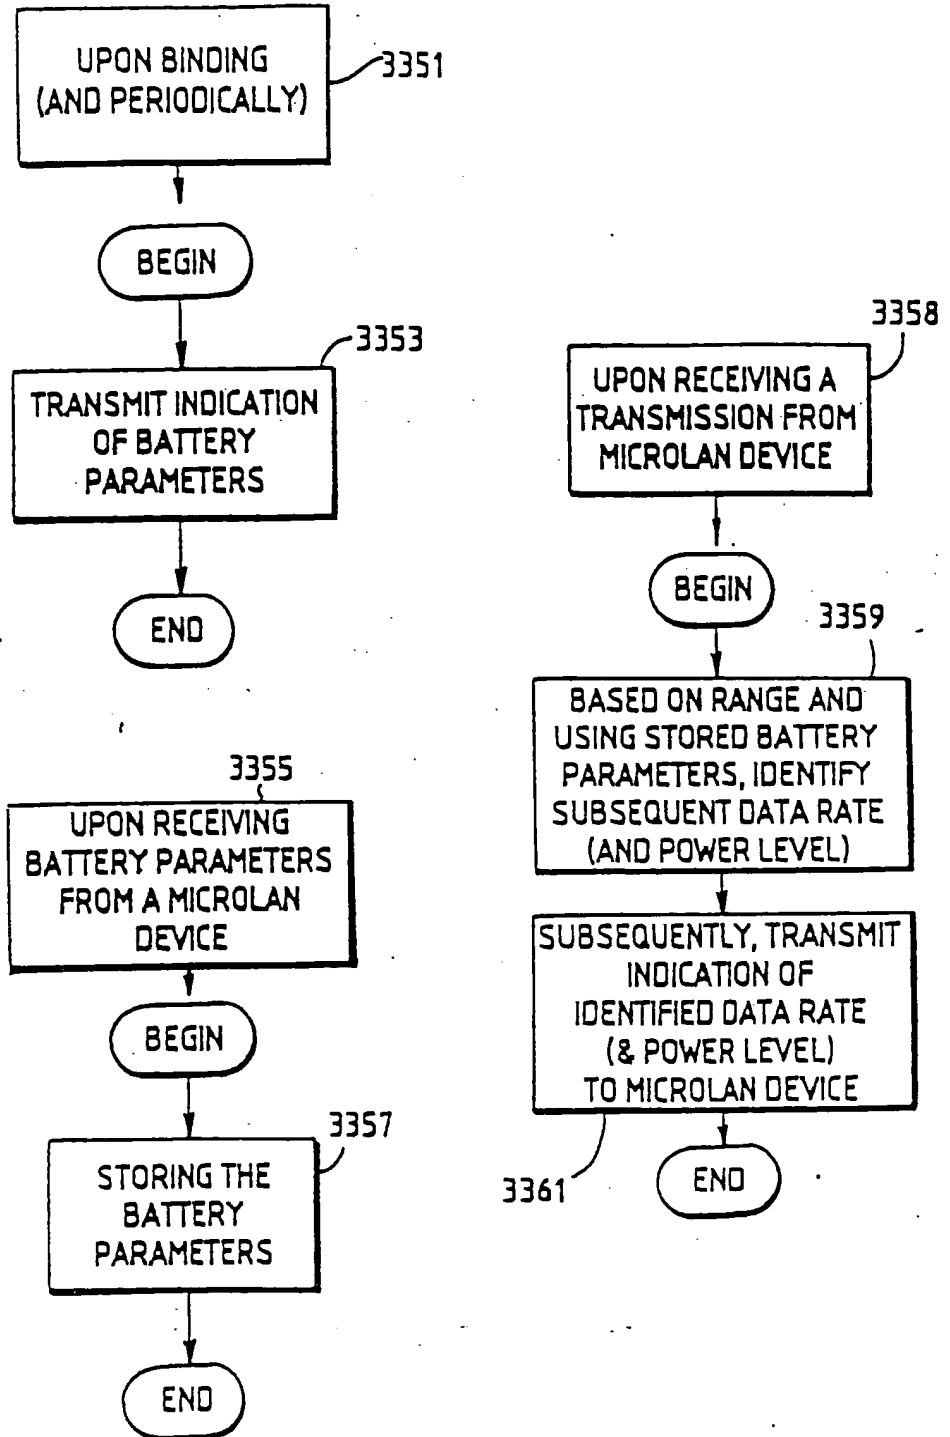 UPON BINDING
(AND PERIODICALLY)
3351
BEGIN
3353
TRANSMIT INDICATION
OF BATTERY
PARAMETERS
END
3355
UPON RECEIVING
BATTERY PARAMETERS
FROM A MICROLAN
DEVICE
BEGIN
3357
STORING THE
BATTERY
PARAMETERS
END
3358
UPON RECEIVING A
TRANSMISSION FROM
MICROLAN DEVICE
BEGIN
3359
BASED ON RANGE AND
USING STORED BATTERY
PARAMETERS, IDENTIFY
SUBSEQUENT DATA RATE
(AND POWER LEVEL)
SUBSEQUENTLY, TRANSMIT
INDICATION OF
IDENTIFIED DATA RATE
(& POWER LEVEL)
TO MICROLAN DEVICE
3361
END